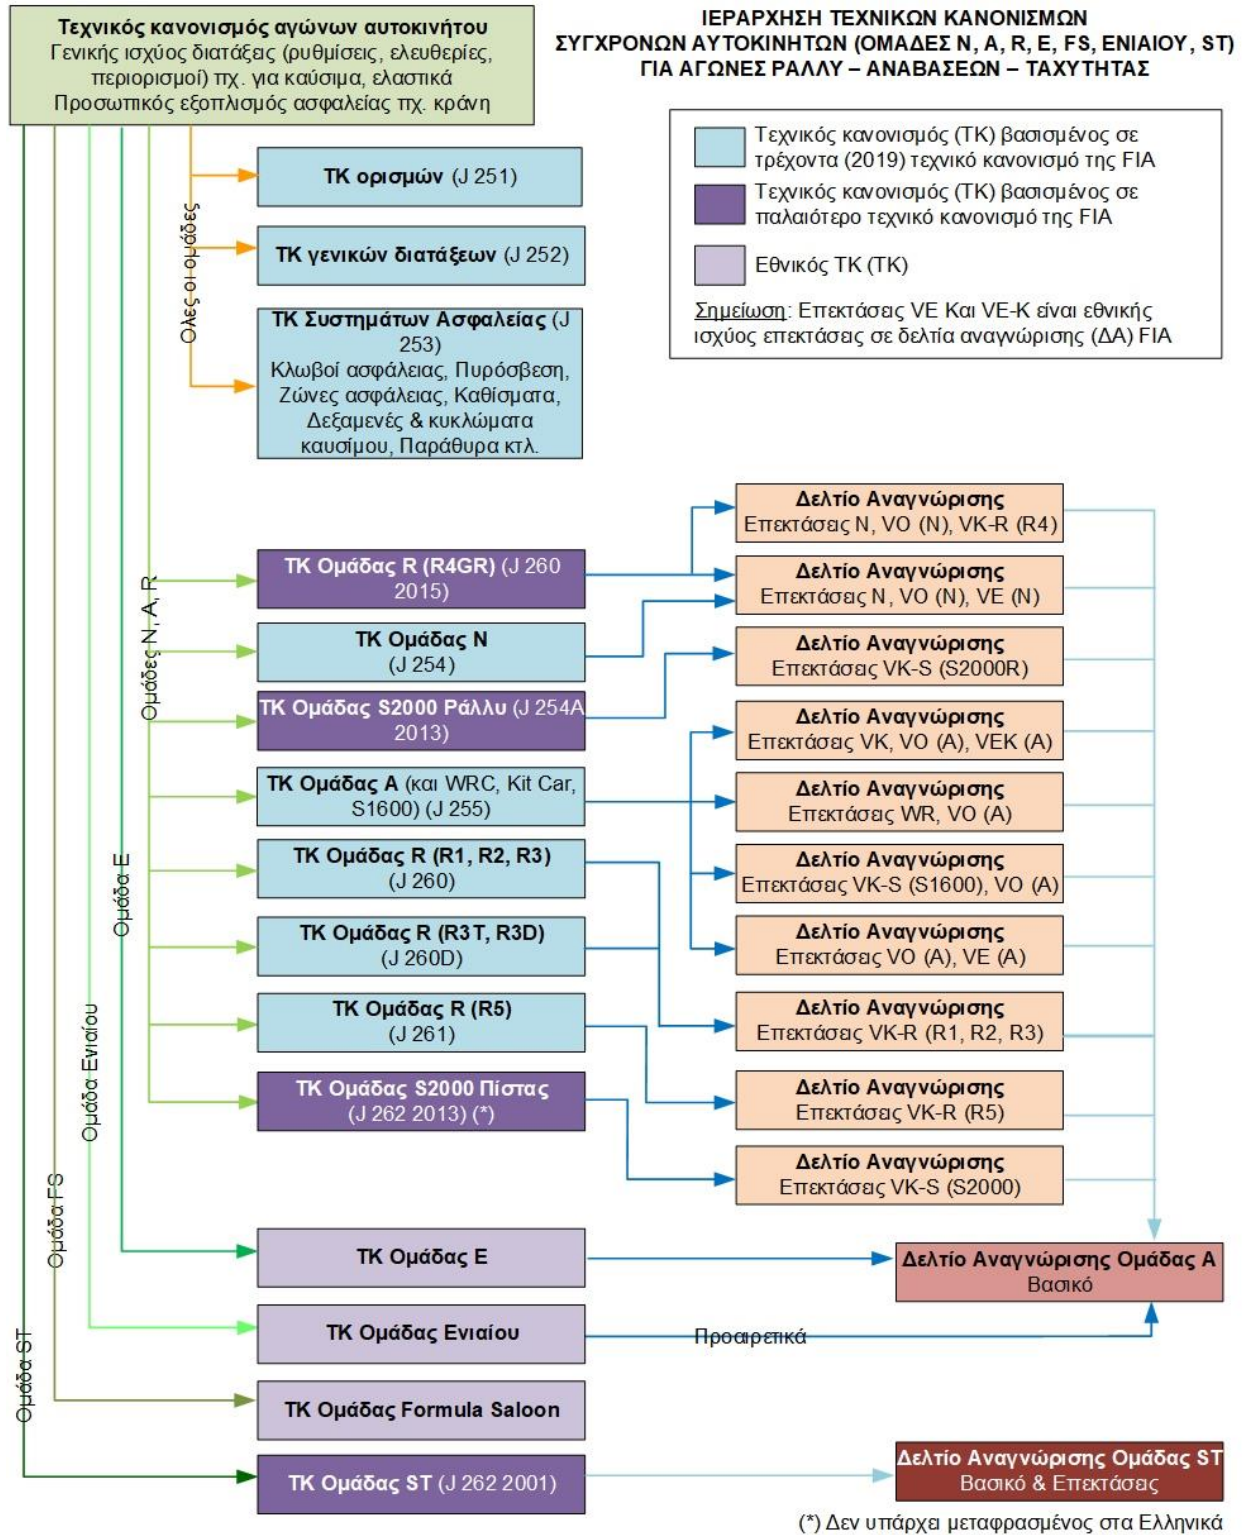 Τεχνικός κανονισμός αγώνων αυτοκινήτου
Γενικής ισχύος διατάξεις (ρυθμίσεις, ελευθερίες,
περιορισμοί) πχ. για καύσιμα, ελαστικά
Προσωπικός εξοπλισμός ασφαλείας πχ. κράνη
ΙΕΡΑΡΧΗΣΗ ΤΕΧΝΙΚΩΝ ΚΑΝΟΝΙΣΜΩΝ
ΣΥΓΧΡΟΝΩΝ ΑΥΤΟΚΙΝΗΤΩΝ (ΟΜΑΔΕΣ N, A, R, E, FS, ΕΝΙΑΙΟΥ, ST)
ΓΙΑ ΑΓΩΝΕΣ ΡΑΛΛΥ – ΑΝΑΒΑΣΕΩΝ – ΤΑΧΥΤΗΤΑΣ
Τεχνικός κανονισμός (ΤΚ) βασισμένος σε
τρέχοντα (2019) τεχνικό κανονισμό της FIA
Τεχνικός κανονισμός (ΤΚ) βασισμένος σε
παλαιότερο τεχνικό κανονισμό της FIA
Εθνικός ΤΚ (ΤΚ)
Σημείωση: Επεκτάσεις VE Και VE-K είναι εθνικής
ισχύος επεκτάσεις σε δελτία αναγνώρισης (ΔΑ) FIA
Όλες οι ομάδες
ΤΚ ορισμών (J 251)
ΤΚ γενικών διατάξεων (J 252)
ΤΚ Συστημάτων Ασφαλείας (J
253)
Κλωβοί ασφάλειας, Πυρόσβεση,
Ζώνες ασφάλειας, Καθίσματα,
Δεξαμενές & κυκλώματα
καυσίμου, Παράθυρα κτλ.
Ομάδες N, A, R
ΤΚ Ομάδας R (R4GR) (J 260
2015)
ΤΚ Ομάδας N
(J 254)
ΤΚ Ομάδας S2000 Ράλλυ (J 254A
2013)
ΤΚ Ομάδας Α (και WRC, Kit Car,
S1600) (J 255)
ΤΚ Ομάδας R (R1, R2, R3)
(J 260)
ΤΚ Ομάδας R (R3T, R3D)
(J 260D)
ΤΚ Ομάδας R (R5)
(J 261)
ΤΚ Ομάδας S2000 Πίστας
(J 262 2013) (*)
Δελτίο Αναγνώρισης
Επεκτάσεις N, VO (N), VK-R (R4)
Δελτίο Αναγνώρισης
Επεκτάσεις N, VO (N), VE (N)
Δελτίο Αναγνώρισης
Επεκτάσεις VK-S (S2000R)
Δελτίο Αναγνώρισης
Επεκτάσεις VK, VO (A), VEK (A)
Δελτίο Αναγνώρισης
Επεκτάσεις WR, VO (A)
Δελτίο Αναγνώρισης
Επεκτάσεις VK-S (S1600), VO (A)
Δελτίο Αναγνώρισης
Επεκτάσεις VO (A), VE (A)
Δελτίο Αναγνώρισης
Επεκτάσεις VK-R (R1, R2, R3)
Δελτίο Αναγνώρισης
Επεκτάσεις VK-R (R5)
Δελτίο Αναγνώρισης
Επεκτάσεις VK-S (S2000)
Ομάδα E
ΤΚ Ομάδας E
Δελτίο Αναγνώρισης Ομάδας Α
Βασικό
Ομάδα Ενιαίου
ΤΚ Ομάδας Ενιαίου
Προαιρετικά
Ομάδα FS
ΤΚ Ομάδας Formula Saloon
Ομάδα ST
ΤΚ Ομάδας ST (J 262 2001)
Δελτίο Αναγνώρισης Ομάδας ST
Βασικό & Επεκτάσεις
(*) Δεν υπάρχει μεταφρασμένος στα Ελληνικά